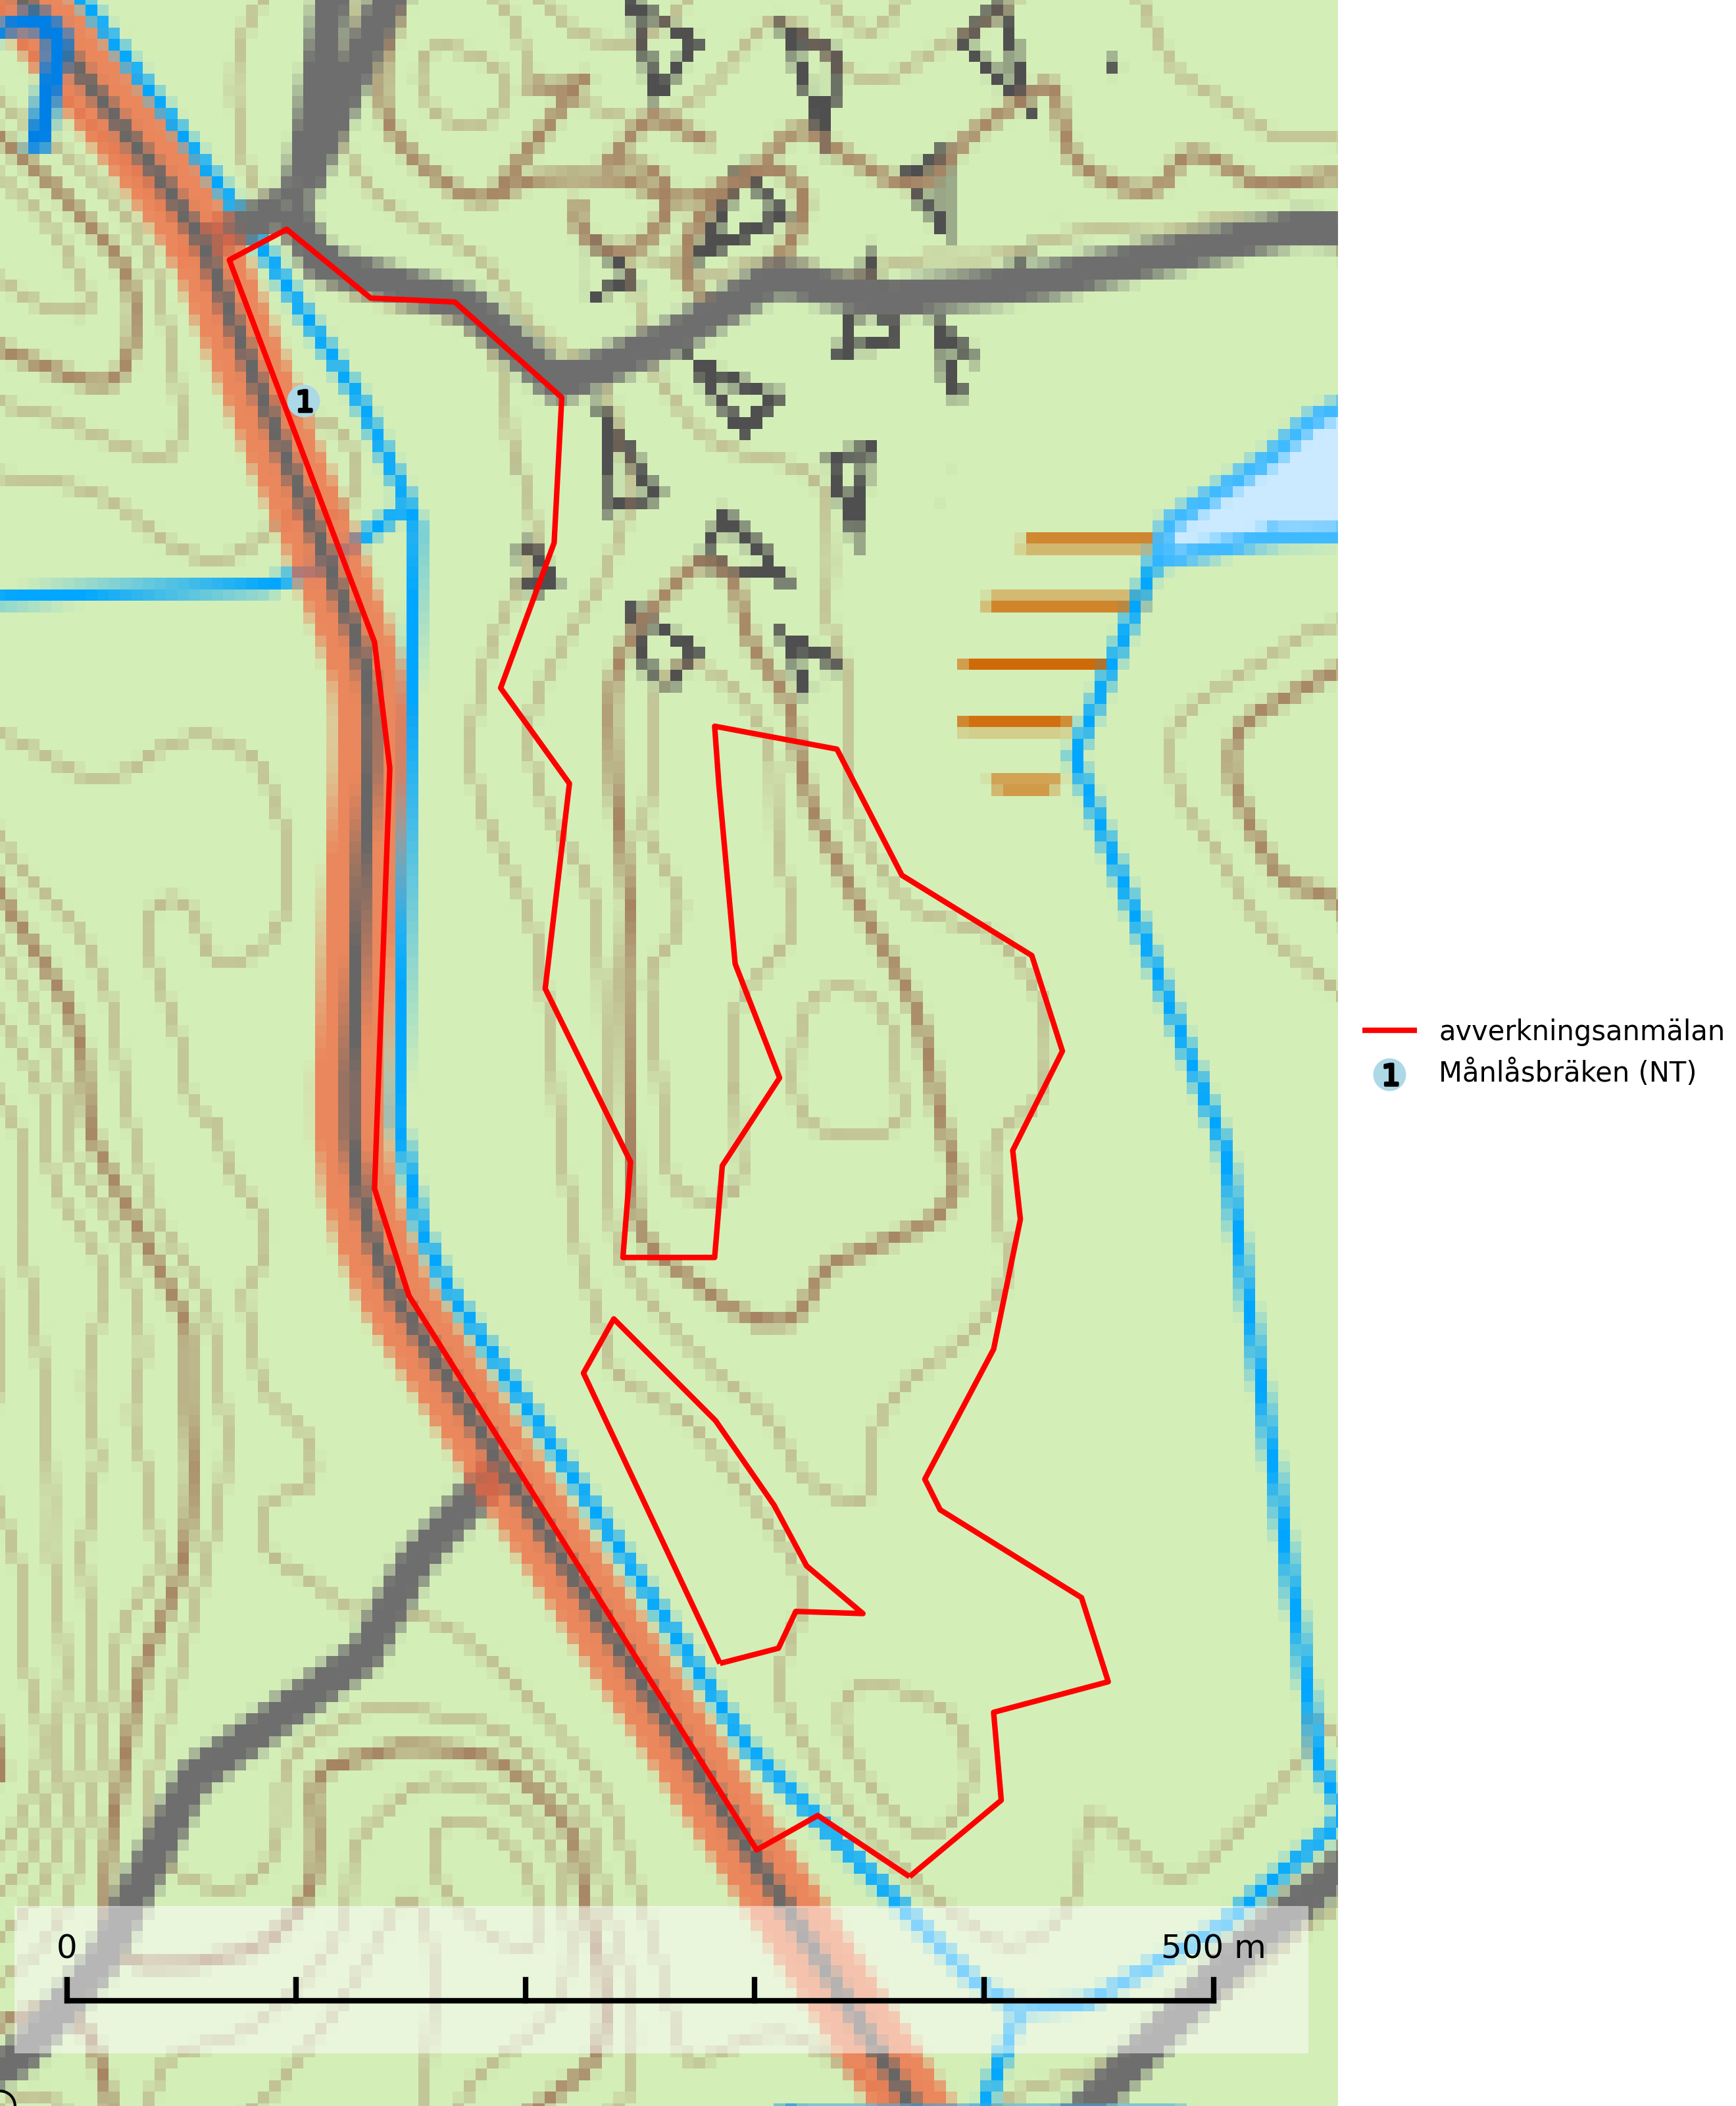 1
avverkningsanmälan
1 Månlåsbräken (NT)
0 500 m